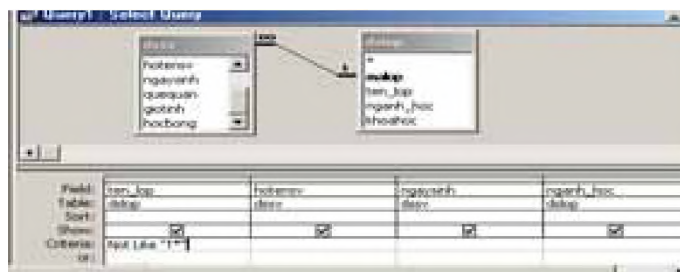 Query1 : Select Query
dssv
hotensv
ngaysinh
quequan
gioitinh
hocbong
dslop
*
malop
ten_lop
nganh_hoc
khoahoc
Field: ten_lop hotensv ngaysinh nganh_hoc
Table: dslop dssv dssv dslop
Sort:
Show:
Criteria: Not Like "T*"
or: